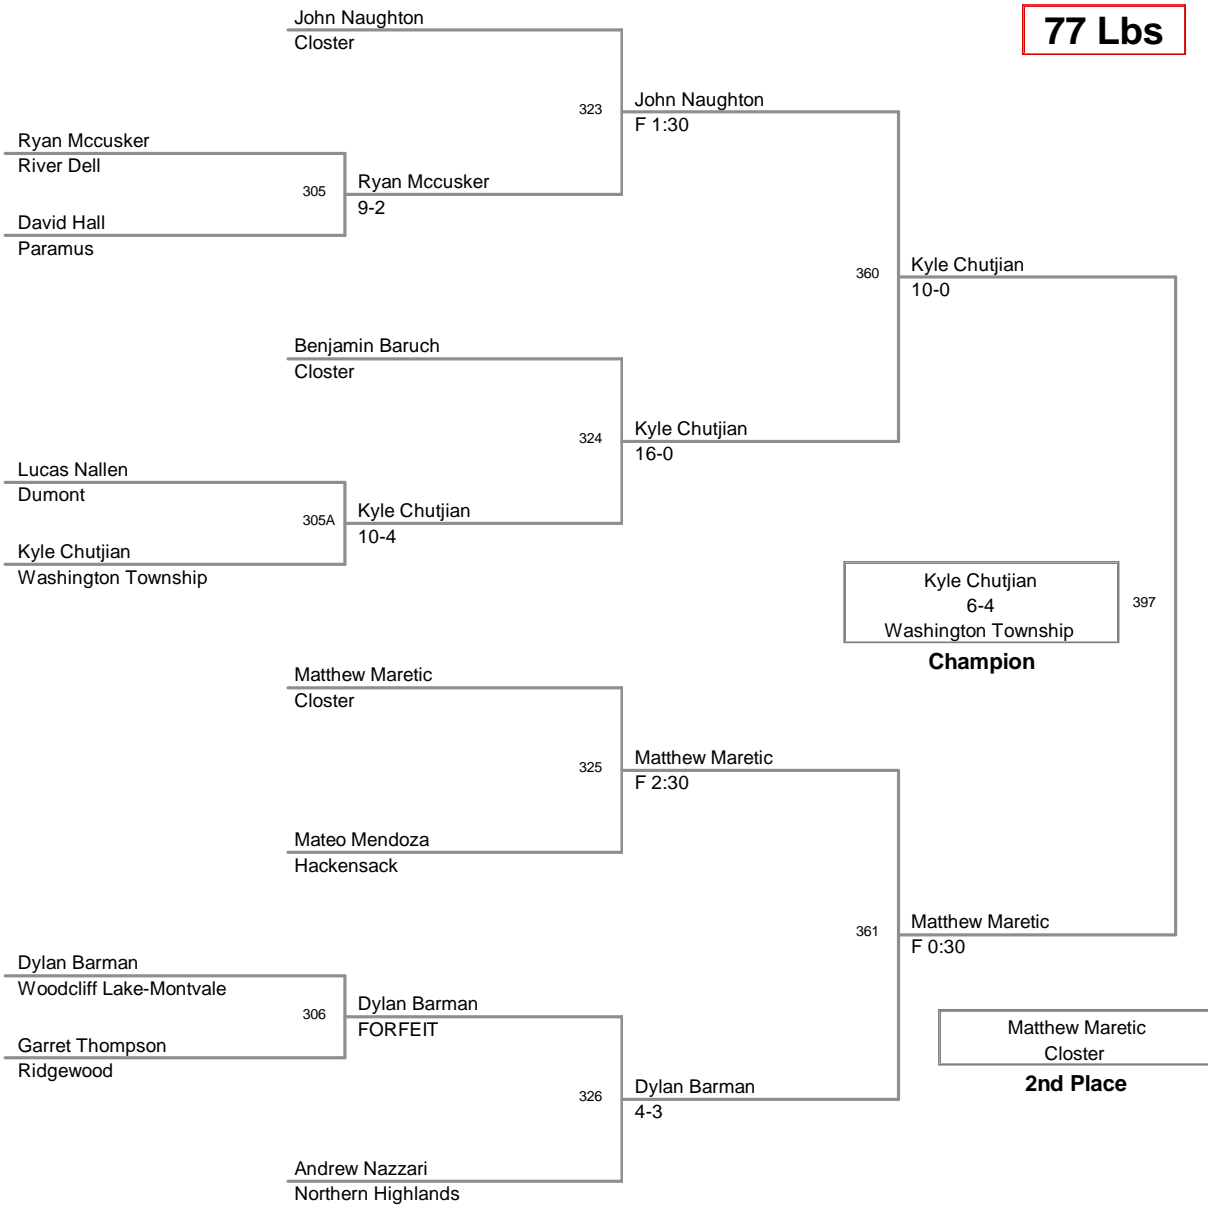 John Naughton
Closter
77 Lbs
323
John Naughton
F 1:30
Ryan Mccusker
River Dell
305
Ryan Mccusker
9-2
David Hall
Paramus
360
Kyle Chutjian
10-0
Benjamin Baruch
Closter
324
Kyle Chutjian
16-0
Lucas Nallen
Dumont
305A
Kyle Chutjian
10-4
Kyle Chutjian
Washington Township
Kyle Chutjian
6-4
Washington Township
397
Champion
Matthew Maretic
Closter
325
Matthew Maretic
F 2:30
Mateo Mendoza
Hackensack
361
Matthew Maretic
F 0:30
Dylan Barman
Woodcliff Lake-Montvale
306
Dylan Barman
FORFEIT
Garret Thompson
Ridgewood
Matthew Maretic
Closter
2nd Place
326
Dylan Barman
4-3
Andrew Nazzari
Northern Highlands